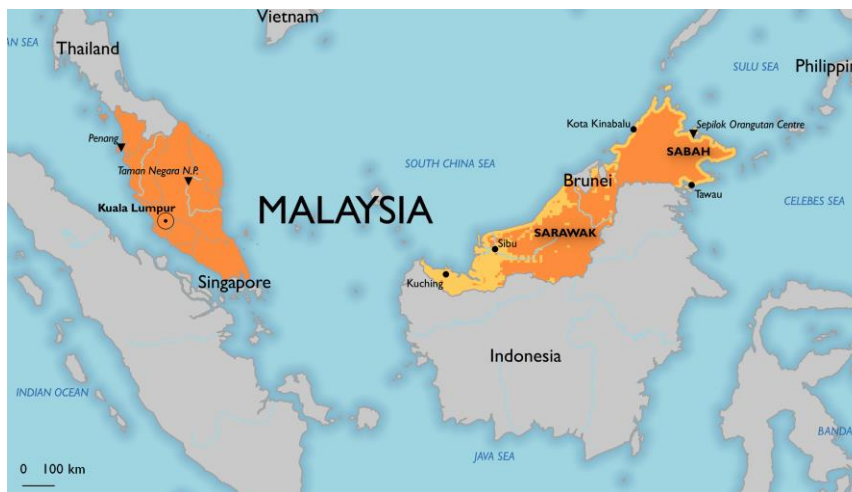 Vietnam
AN SEA
Thailand
SULU SEA
Philippin
Penang
Kota Kinabalu
Sepilok Orangutan Centre
Taman Negara N.P.
SOUTH CHINA SEA
SABAH
Brunei
Tawau
Kuala Lumpur
MALAYSIA
CELEBES SEA
SARAWAK
Sibu
Singapore
Kuching
Indonesia
INDIAN OCEAN
BANDA
JAVA SEA
0 100 km